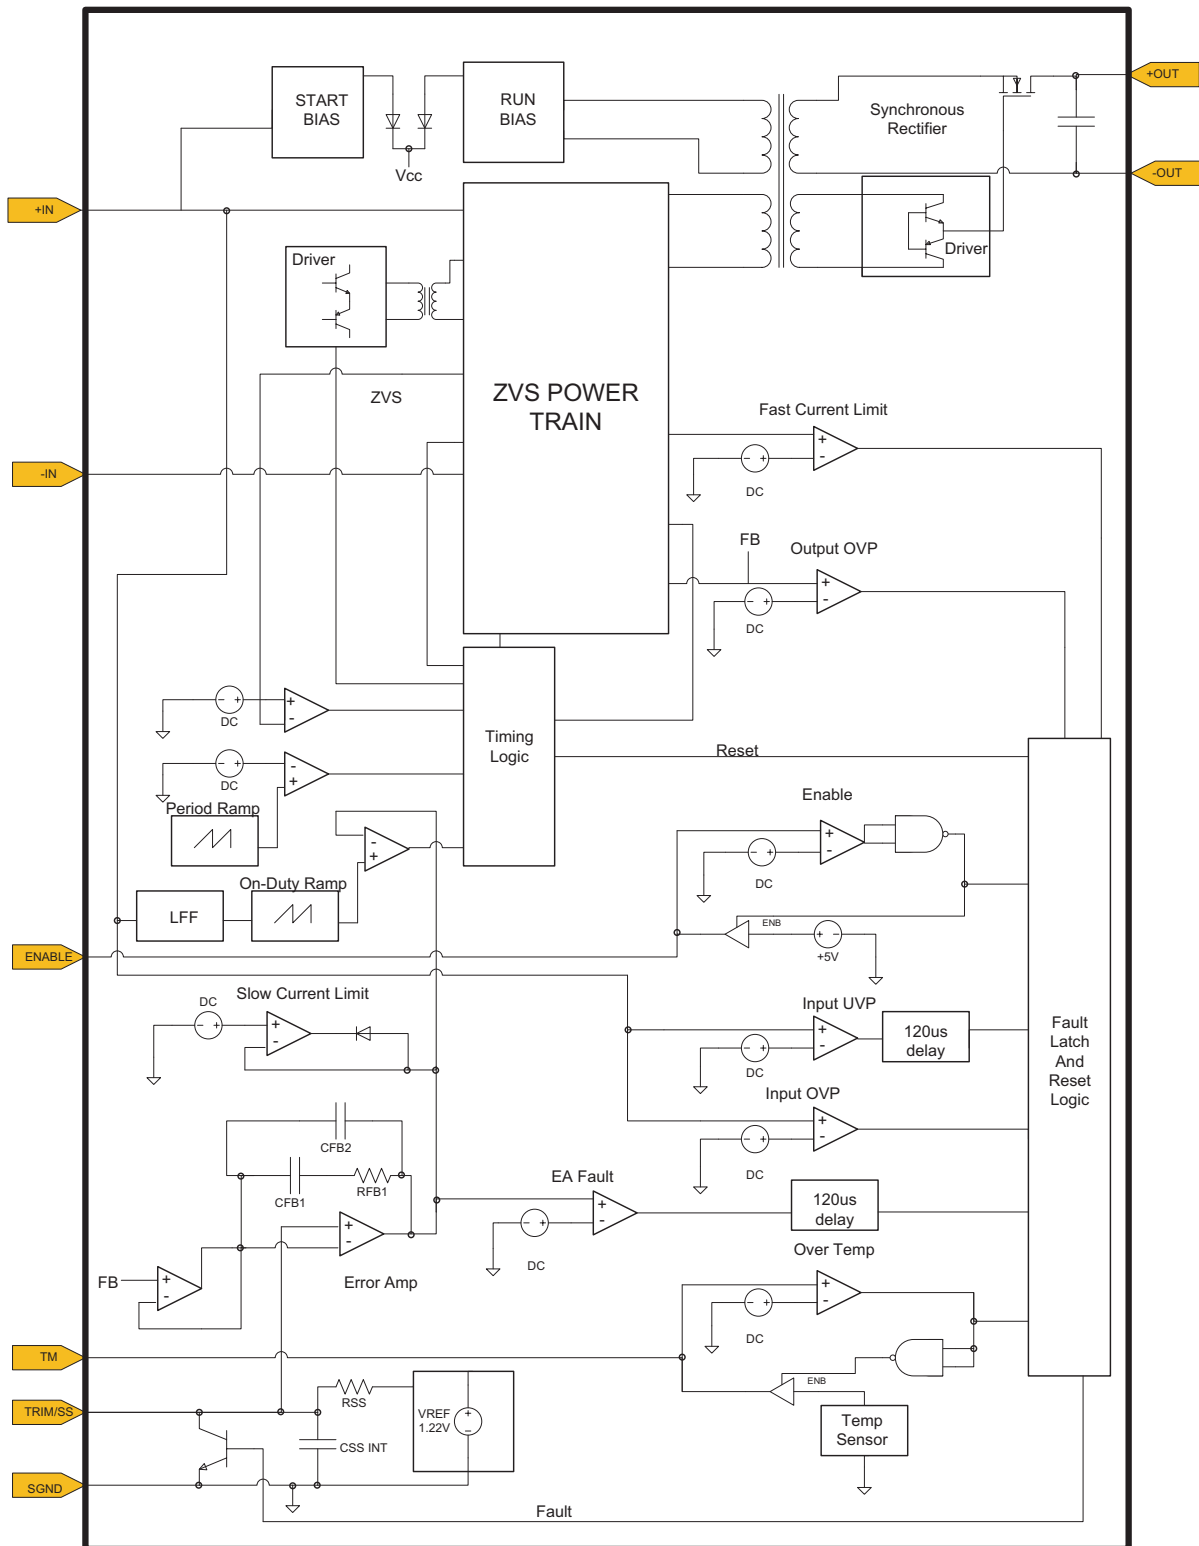 START
BIAS
RUN
BIAS
Vcc
Synchronous
Rectifier
+OUT
-OUT
+IN
Driver
Driver
ZVS
ZVS POWER
TRAIN
Fast Current Limit
+
-
- +
DC
-IN
FB
Output OVP
+
-
- +
DC
- +
DC
+
-
- +
DC
-
+
Period Ramp
Timing
Logic
Reset
-
+
On-Duty Ramp
LFF
Enable
+
-
- +
DC
ENB
+ -
+5V
ENABLE
Slow Current Limit
DC
- +
+
-
Input UVP
+
-
- +
DC
120us
delay
Input OVP
+
-
- +
DC
Fault
Latch
And
Reset
Logic
CFB2
CFB1
RFB1
EA Fault
+
-
- +
DC
120us
delay
+
-
Error Amp
FB
+
-
Over Temp
+
-
- +
DC
TM
ENB
Temp
Sensor
TRIM/SS
RSS
VREF
1.22V
+
-
CSS INT
SGND
Fault